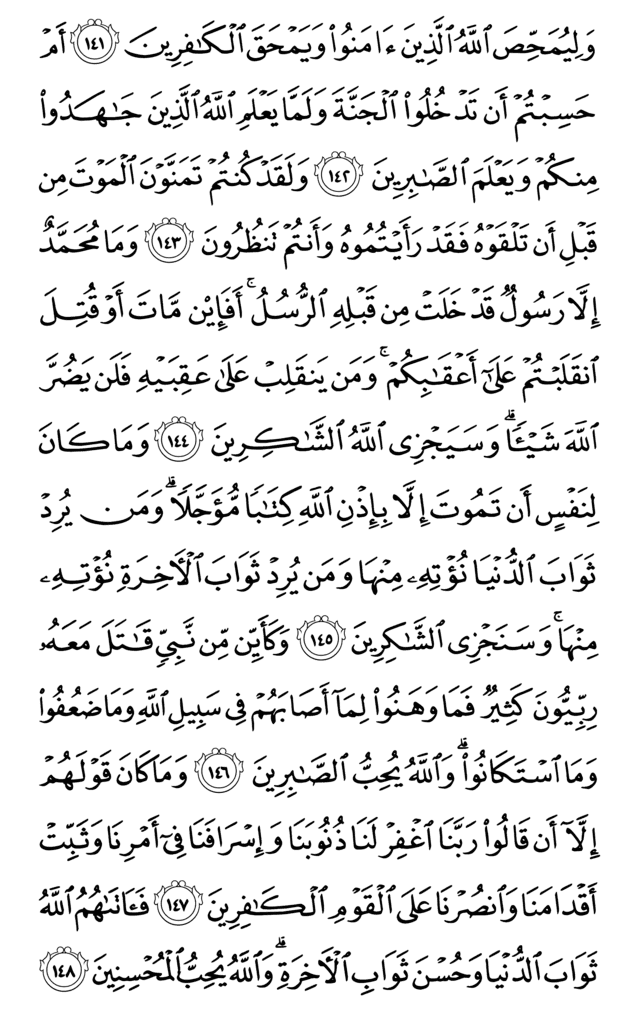 وَلِيُمَحِّصَ ٱللَّهُ ٱلَّذِينَ ءَامَنُوا۟ وَيَمْحَقَ ٱلْكَـٰفِرِينَ ١٤١ أَمْ
حَسِبْتُمْ أَن تَدْخُلُوا۟ ٱلْجَنَّةَ وَلَمَّا يَعْلَمِ ٱللَّهُ ٱلَّذِينَ جَـٰهَدُوا۟
مِنكُمْ وَيَعْلَمَ ٱلصَّـٰبِرِينَ ١٤٢ وَلَقَدْ كُنتُمْ تَمَنَّوْنَ ٱلْمَوْتَ مِن
قَبْلِ أَن تَلْقَوْهُ فَقَدْ رَأَيْتُمُوهُ وَأَنتُمْ تَنظُرُونَ ١٤٣ وَمَا مُحَمَّدٌ
إِلَّا رَسُولٌ قَدْ خَلَتْ مِن قَبْلِهِ ٱلرُّسُلُ ۚ أَفَإِي۟ن مَّاتَ أَوْ قُتِلَ
ٱنقَلَبْتُمْ عَلَىٰٓ أَعْقَـٰبِكُمْ ۚ وَمَن يَنقَلِبْ عَلَىٰ عَقِبَيْهِ فَلَن يَضُرَّ
ٱللَّهَ شَيْـًٔا ۗ وَسَيَجْزِى ٱللَّهُ ٱلشَّـٰكِرِينَ ١٤٤ وَمَا كَانَ
لِنَفْسٍ أَن تَمُوتَ إِلَّا بِإِذْنِ ٱللَّهِ كِتَـٰبًا مُّؤَجَّلًا ۗ وَمَن يُرِدْ
ثَوَابَ ٱلدُّنْيَا نُؤْتِهِۦ مِنْهَا وَمَن يُرِدْ ثَوَابَ ٱلْـَٔاخِرَةِ نُؤْتِهِۦ
مِنْهَا ۚ وَسَنَجْزِى ٱلشَّـٰكِرِينَ ١٤٥ وَكَأَيِّن مِّن نَّبِىٍّ قَـٰتَلَ مَعَهُۥ
رِبِّيُّونَ كَثِيرٌ فَمَا وَهَنُوا۟ لِمَآ أَصَابَهُمْ فِى سَبِيلِ ٱللَّهِ وَمَا ضَعُفُوا۟
وَمَا ٱسْتَكَانُوا۟ ۗ وَٱللَّهُ يُحِبُّ ٱلصَّـٰبِرِينَ ١٤٦ وَمَا كَانَ قَوْلَهُمْ
إِلَّآ أَن قَالُوا۟ رَبَّنَا ٱغْفِرْ لَنَا ذُنُوبَنَا وَإِسْرَافَنَا فِىٓ أَمْرِنَا وَثَبِّتْ
أَقْدَامَنَا وَٱنصُرْنَا عَلَى ٱلْقَوْمِ ٱلْكَـٰفِرِينَ ١٤٧ فَـَٔاتَىٰهُمُ ٱللَّهُ
ثَوَابَ ٱلدُّنْيَا وَحُسْنَ ثَوَابِ ٱلْـَٔاخِرَةِ ۗ وَٱللَّهُ يُحِبُّ ٱلْمُحْسِنِينَ ١٤٨